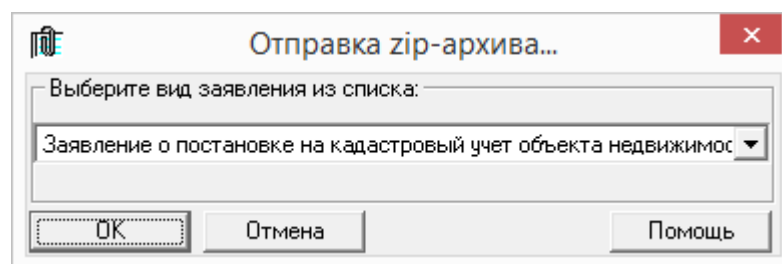 Отправка zip-архива...
Выберите вид заявления из списка:
Заявление о постановке на кадастровый учет объекта недвижимос
OK
Отмена
Помощь